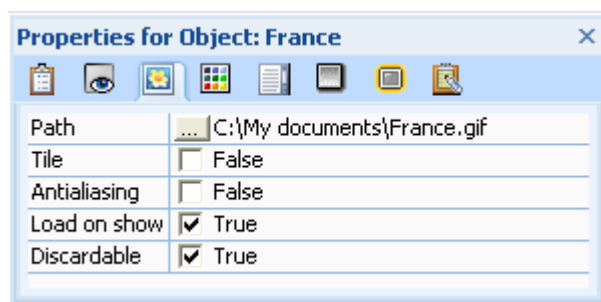 Properties for Object: France
Path ... C:\My documents\France.gif
Tile False
Antialiasing False
Load on show True
Discardable True